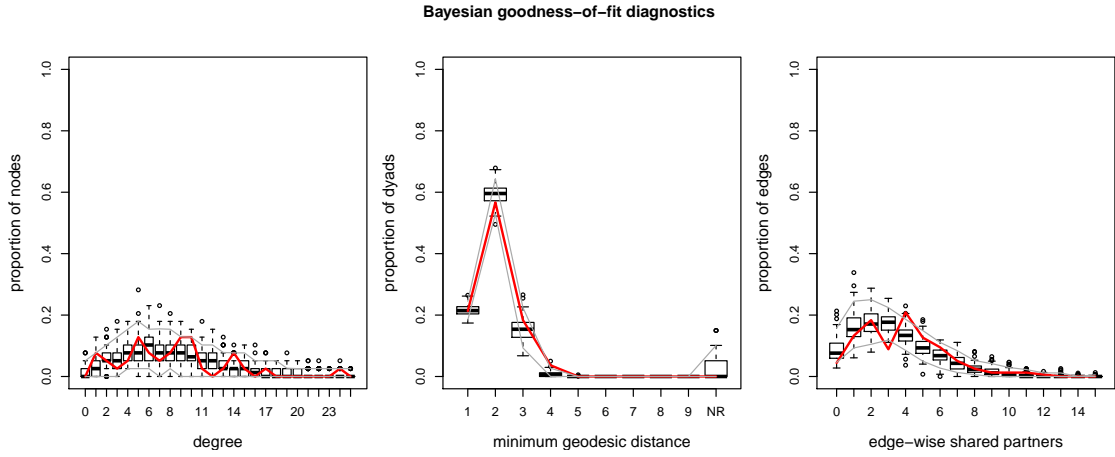 Bayesian goodness−of−fit diagnostics
proportion of nodes
0.0 0.2 0.4 0.6 0.8 1.0
0 2 4 6 8 11 14 17 20 23
degree
proportion of dyads
0.0 0.2 0.4 0.6 0.8 1.0
1 2 3 4 5 6 7 8 9 NR
minimum geodesic distance
proportion of edges
0.0 0.2 0.4 0.6 0.8 1.0
0 2 4 6 8 10 12 14
edge−wise shared partners